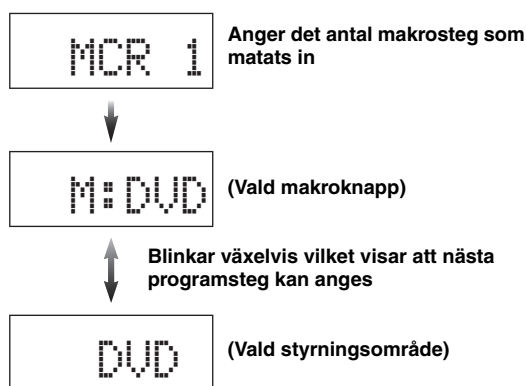 MCR 1
Anger det antal makrosteg som
matats in
M:DVD
(Vald makroknapp)
Blinkar växelvis vilket visar att nästa
programsteg kan anges
DVD
(Vald styrningsområde)